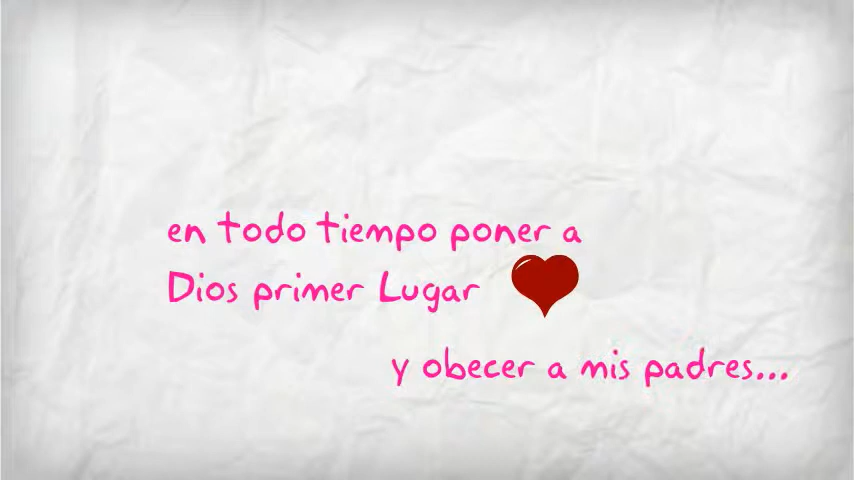 en todo tiempo poner a
Dios primer Lugar
y obecer a mis padres...